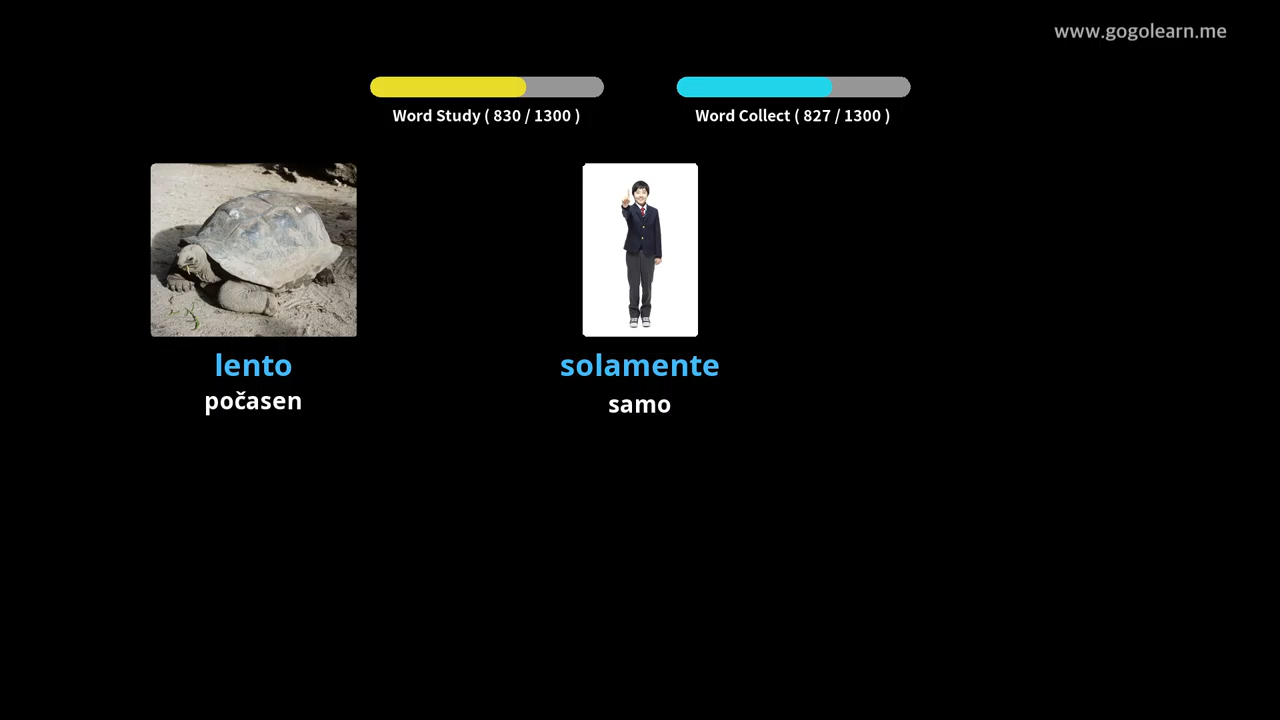 www.gogolearn.me
Word Study ( 830 / 1300 )
Word Collect ( 827 / 1300 )
lento
počasen
solamente
samo